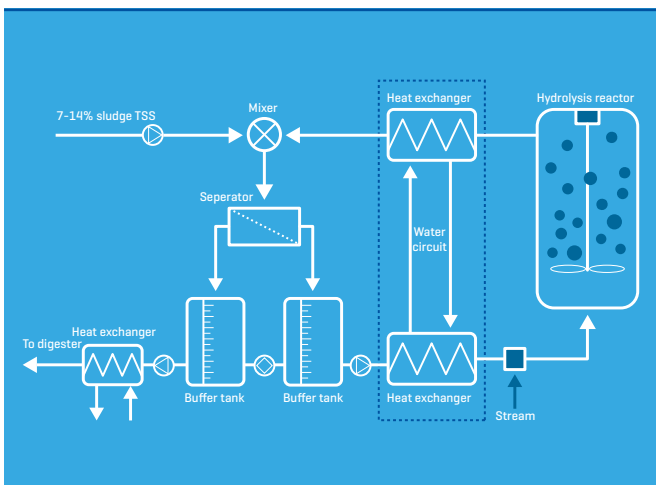 Heat exchanger
Hydrolysis reactor
Mixer
7-14% sludge TSS
Seperator
Water
circuit
Heat exchanger
To digester
Buffer tank
Buffer tank
Heat exchanger
Stream